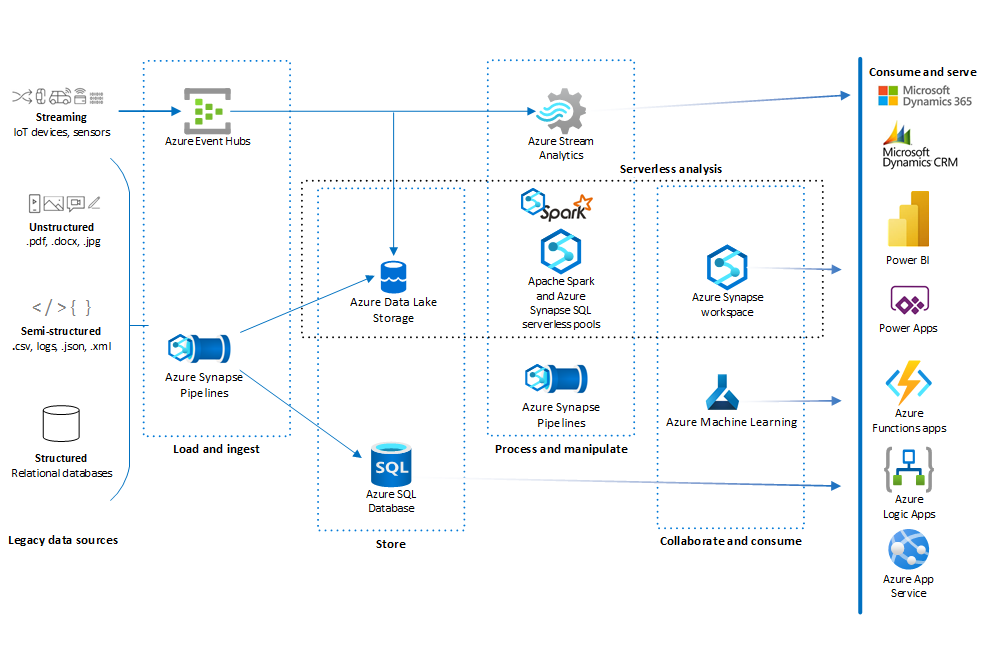 Streaming
IoT devices, sensors
Unstructured
.pdf, .docx, .jpg
</>{ }
Semi-structured
.csv, logs, .json, .xml
Structured
Relational databases
Legacy data sources
Azure Event Hubs
Azure Synapse
Pipelines
Load and ingest
Azure Data Lake
Storage
SQL
Azure SQL
Database
Store
Azure Stream
Analytics
Serverless analysis
Spark
Apache Spark
and Azure
Synapse SQL
serverless pools
Azure Synapse
Pipelines
Process and manipulate
Azure Synapse
workspace
Azure Machine Learning
Collaborate and consume
Consume and serve
Microsoft
Dynamics 365
Microsoft
Dynamics CRM
Power BI
Power Apps
Azure
Functions apps
Azure
Logic Apps
Azure App
Service